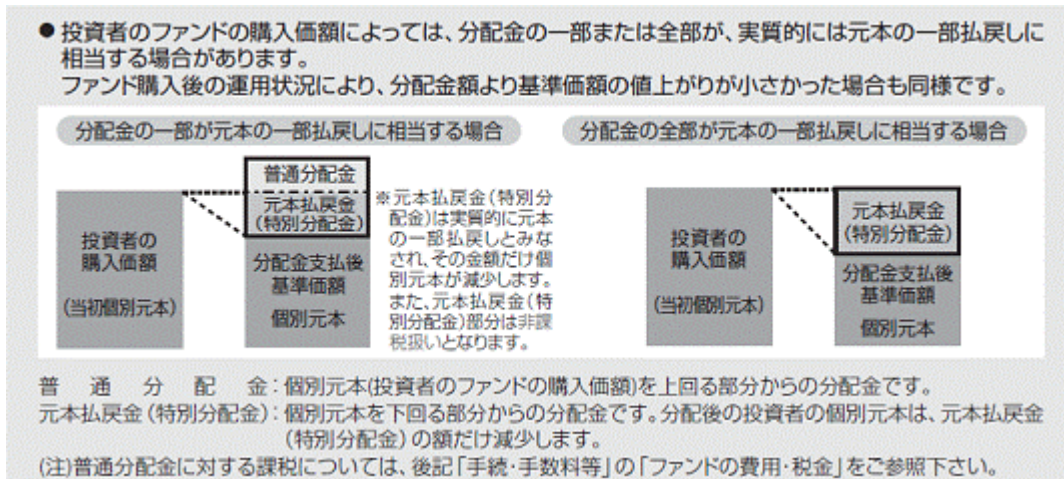 ●投資者のファンドの購入価額によっては、分配金の一部または全部が、実質的には元本の一部払戻しに
相当する場合があります。
ファンド購入後の運用状況により、分配金額より基準価額の値上がりが小さかった場合も同様です。
分配金の一部が元本の一部払戻しに相当する場合
投資者の
購入価額
(当初個別元本)
普通分配金
元本払戻金
(特別分配金)
分配金支払後
基準価額
個別元本
※元本払戻金(特別分
配金)は実質的に元本
の一部払戻しとみな
され、その金額だけ個
別元本が減少します。
また、元本払戻金(特
別分配金)部分は非課
税扱いとなります。
分配金の全部が元本の一部払戻しに相当する場合
投資者の
購入価額
(当初個別元本)
元本払戻金
(特別分配金)
分配金支払後
基準価額
個別元本
普通分配金:個別元本(投資者のファンドの購入価額)を上回る部分からの分配金です。
元本払戻金(特別分配金):個別元本を下回る部分からの分配金です。分配後の投資者の個別元本は、元本払戻金
(特別分配金)の額だけ減少します。
(注)普通分配金に対する課税については、後記「手続・手数料等」の「ファンドの費用・税金」をご参照下さい。